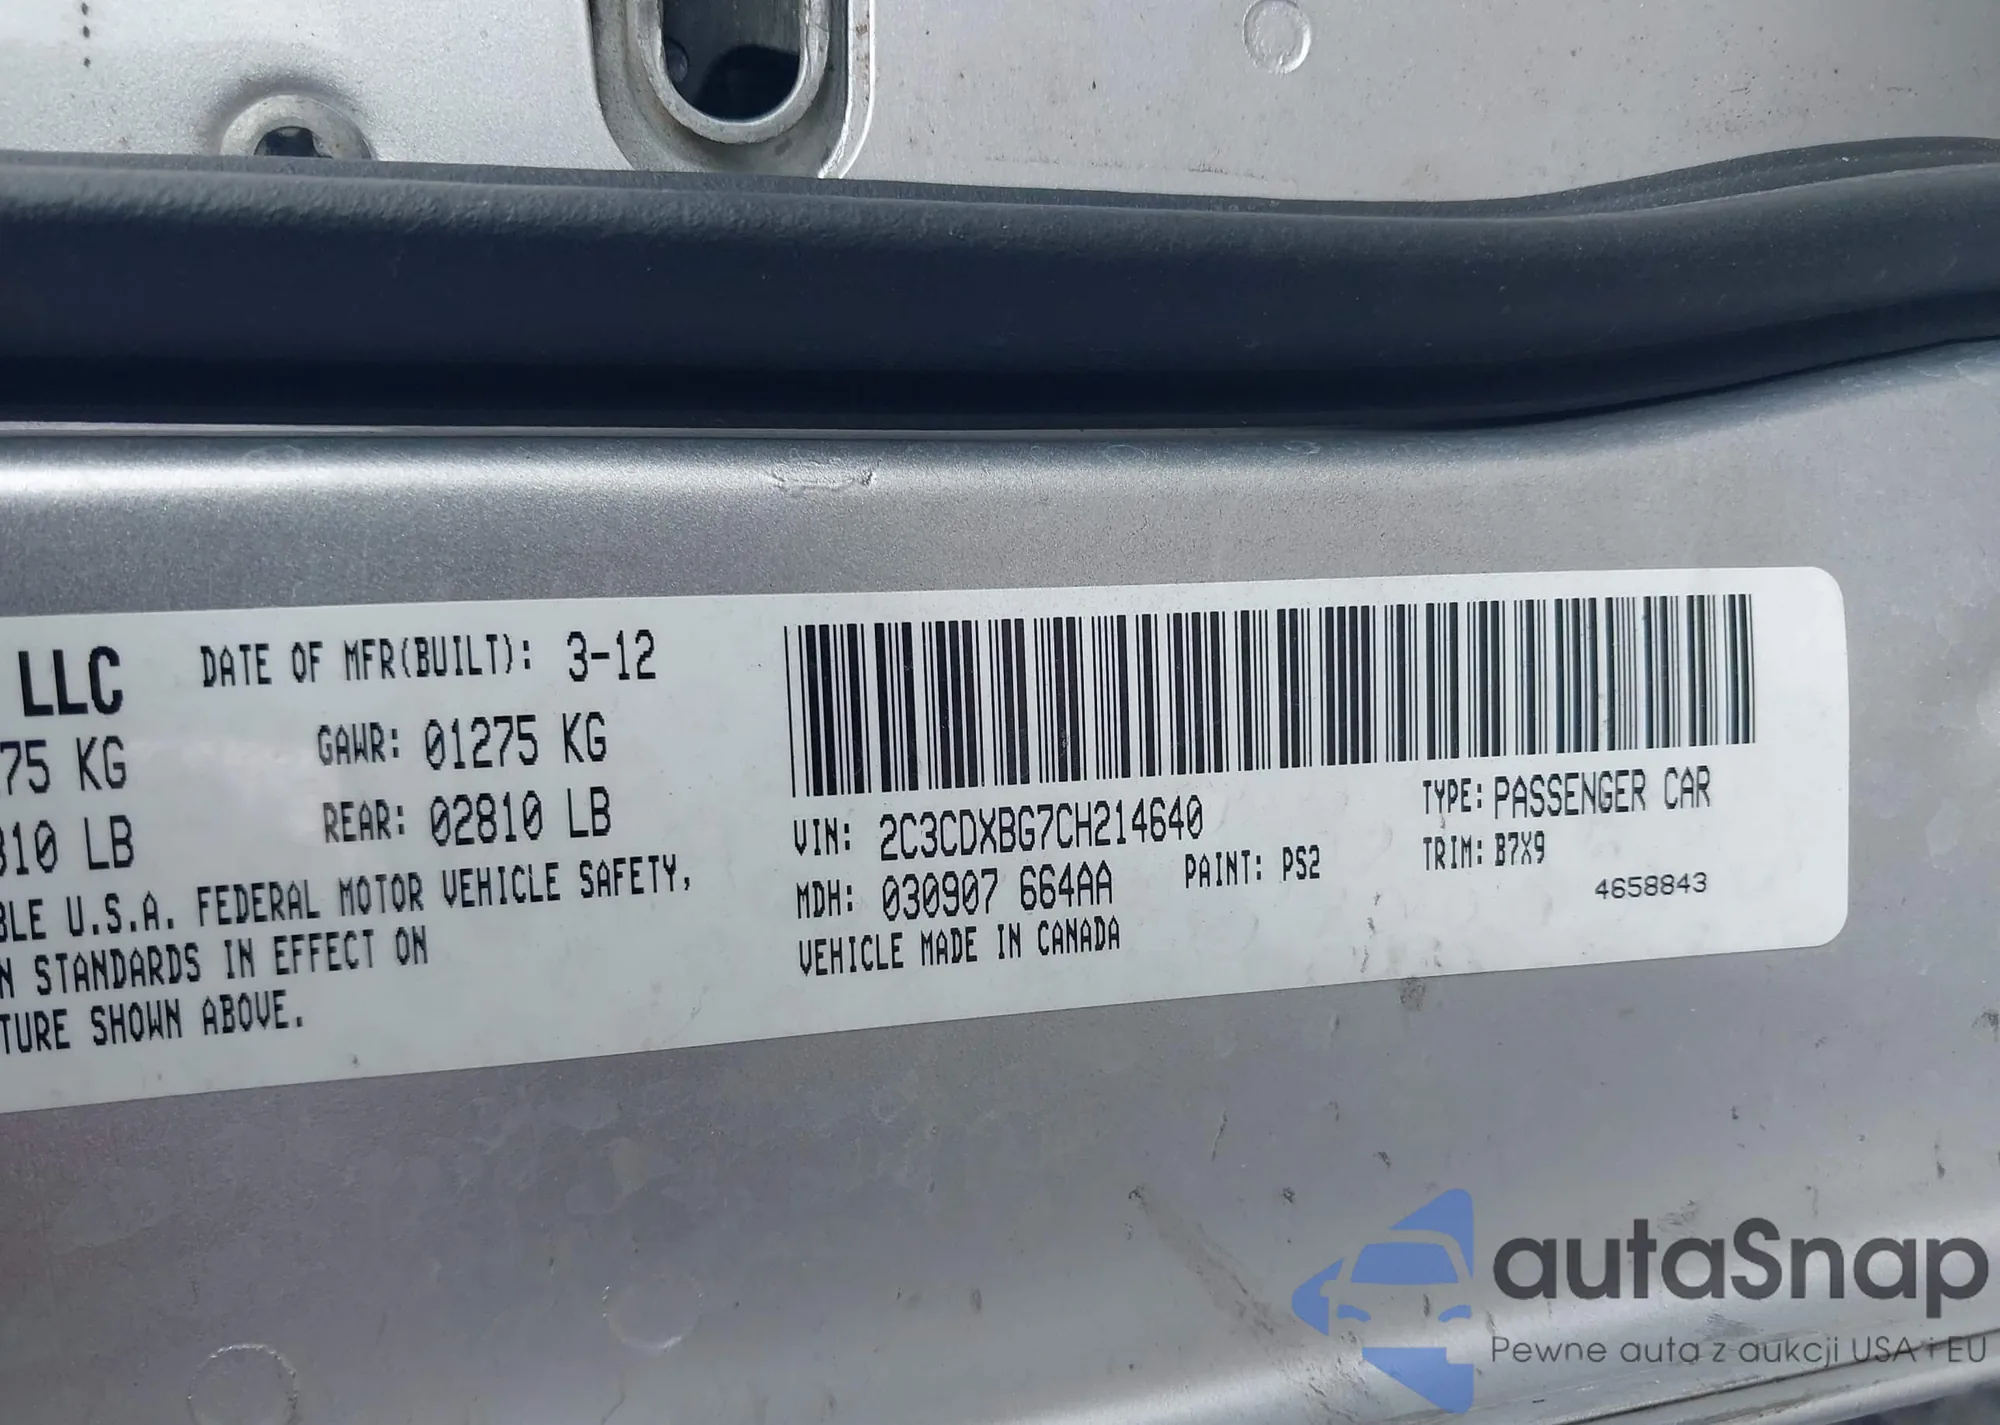 LLC DATE OF MFR(BUILT): 3-12
75 KG GAWR: 01275 KG
810 LB REAR: 02810 LB
BLE U.S.A. FEDERAL MOTOR VEHICLE SAFETY,
N STANDARDS IN EFFECT ON
TURE SHOWN ABOVE.
VIN: 2C3CDXBG7CH214640 TYPE: PASSENGER CAR
MDH: 030907 664AA PAINT: PS2 TRIM: B7X9
VEHICLE MADE IN CANADA 4658843
autaSnap
Pewne auta z aukcji USA i EU